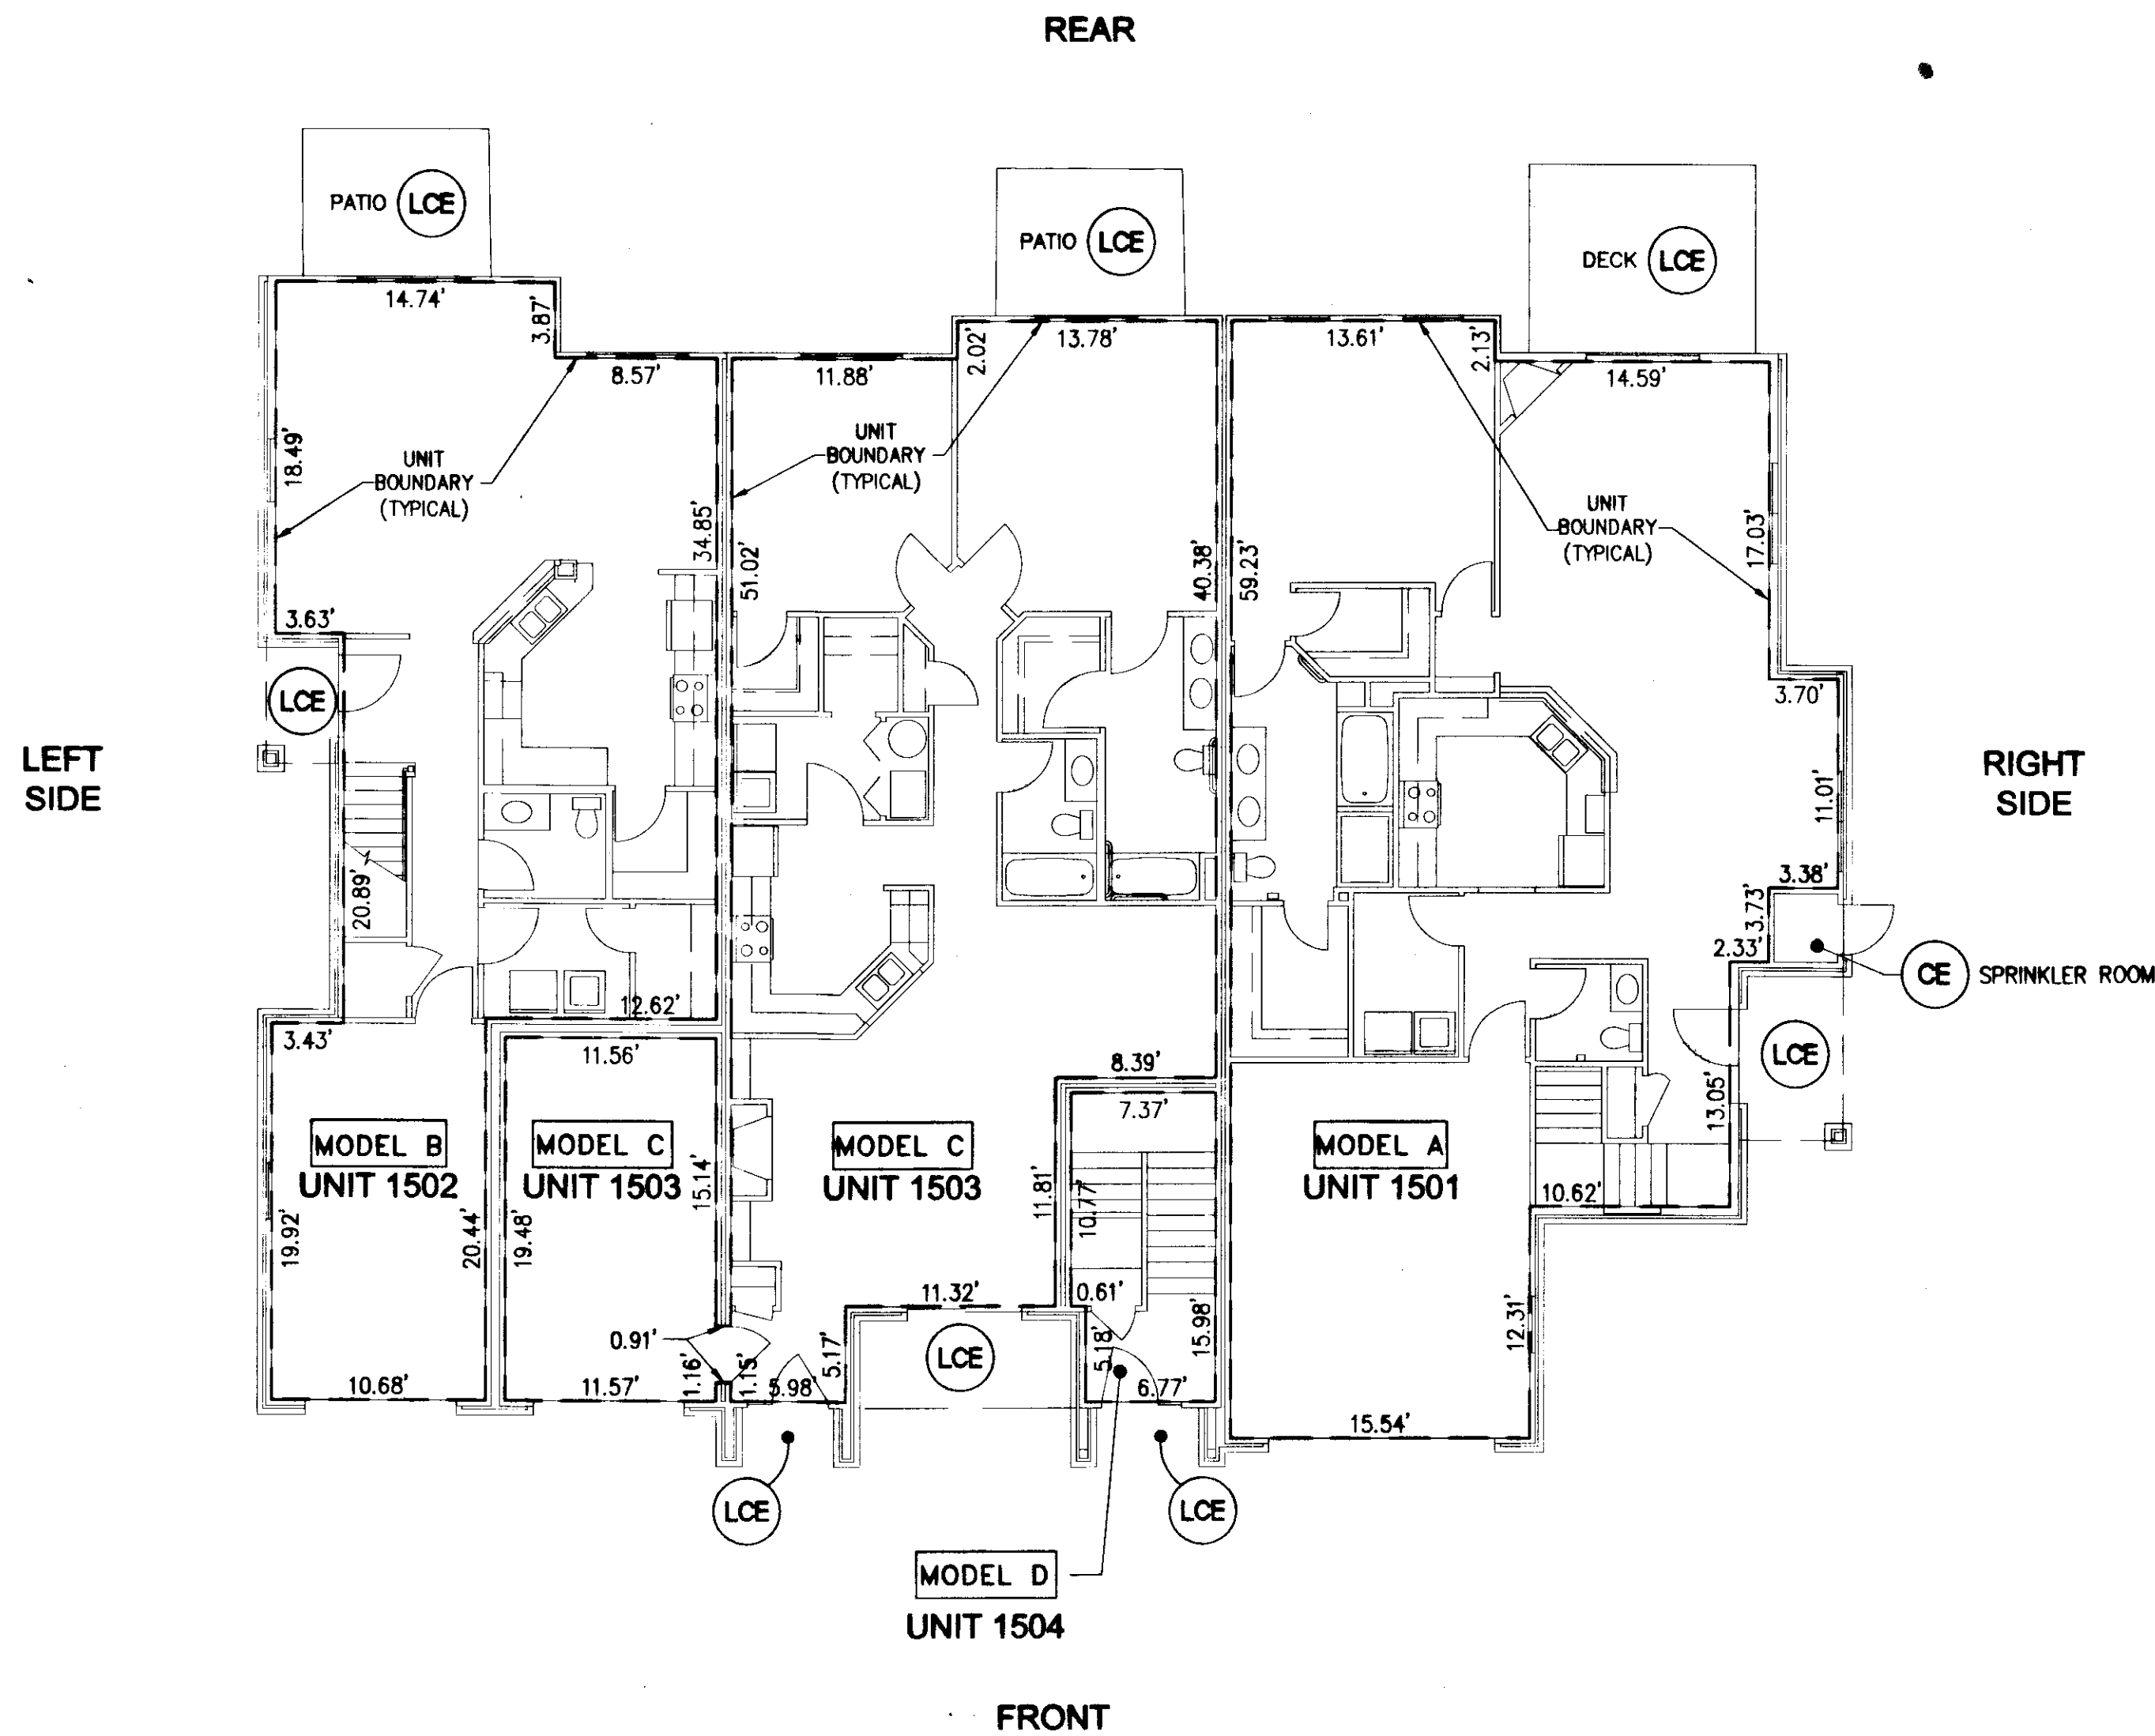 REAR
PATIO LCE
PATIO LCE
DECK LCE
14.74'
3.87'
8.57'
11.88'
2.02'
13.78'
13.61'
2.13'
14.59'
18.49'
UNIT
BOUNDARY
(TYPICAL)
34.85'
51.02'
UNIT
BOUNDARY
(TYPICAL)
40.38'
59.23'
UNIT
BOUNDARY
(TYPICAL)
17.03'
3.63'
LCE
3.70'
LEFT
SIDE
RIGHT
SIDE
11.01'
20.89'
3.38'
3.73'
2.33'
CE SPRINKLER ROOM
12.62'
3.43'
11.56'
8.39'
7.37'
LCE
13.05'
MODEL B
UNIT 1502
MODEL C
UNIT 1503
15.14'
MODEL C
UNIT 1503
11.81'
10.77'
MODEL A
UNIT 1501
10.62'
19.92'
20.44'
19.48'
11.32'
0.61'
15.98'
12.31'
0.91'
1.16'
1.15'
5.17'
LCE
5.18'
10.68'
11.57'
5.98'
6.77'
15.54'
LCE
LCE
MODEL D
UNIT 1504
FRONT